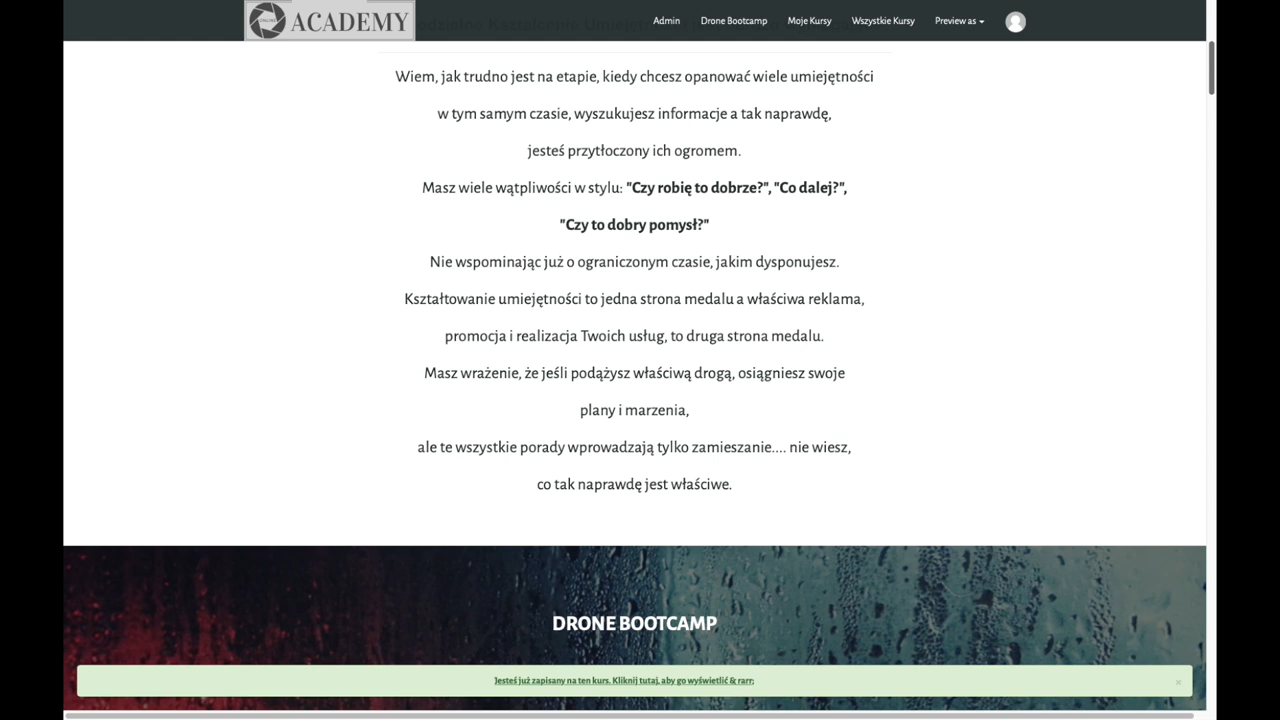 ONLINE ACADEMY
Admin Drone Bootcamp Moje Kursy Wszystkie Kursy Preview as
Wiem, jak trudno jest na etapie, kiedy chcesz opanować wiele umiejętności
w tym samym czasie, wyszukujesz informacje a tak naprawdę,
jesteś przytłoczony ich ogromem.
Masz wiele wątpliwości w stylu: "Czy robię to dobrze?", "Co dalej?",
"Czy to dobry pomysł?"
Nie wspominając już o ograniczonym czasie, jakim dysponujesz.
Kształtowanie umiejętności to jedna strona medalu a właściwa reklama,
promocja i realizacja Twoich usług, to druga strona medalu.
Masz wrażenie, że jeśli podążysz właściwą drogą, osiągniesz swoje
plany i marzenia,
ale te wszystkie porady wprowadzają tylko zamieszanie.... nie wiesz,
co tak naprawdę jest właściwe.
DRONE BOOTCAMP
Jesteś już zapisany na ten kurs. Kliknij tutaj, aby go wyświetlić & rarr;
×